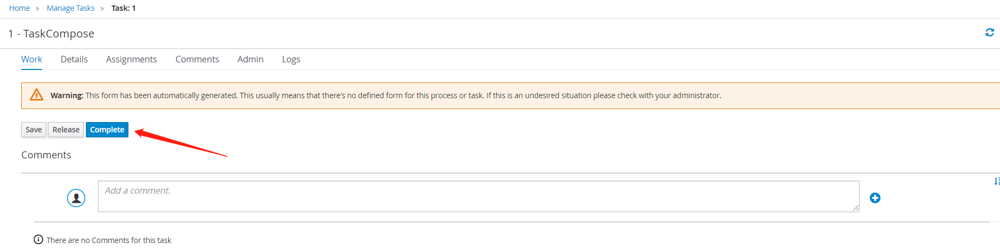 Home » Manage Tasks » Task: 1
1 - TaskCompose
Work Details Assignments Comments Admin Logs
Warning: This form has been automatically generated. This usually means that there's no defined form for this process or task. If this is an undesired situation please check with your administrator.
Save Release Complete
Comments
Add a comment.
There are no Comments for this task